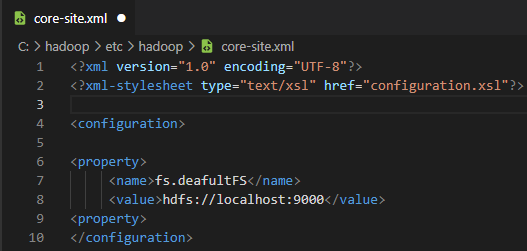 core-site.xml
C: > hadoop > etc > hadoop > core-site.xml
1 <?xml version="1.0" encoding="UTF-8"?>
2 <?xml-stylesheet type="text/xsl" href="configuration.xsl"?>
3
4 <configuration>
5
6 <property>
7 <name>fs.deafultFS</name>
8 <value>hdfs://localhost:9000</value>
9 <property>
10 </configuration>